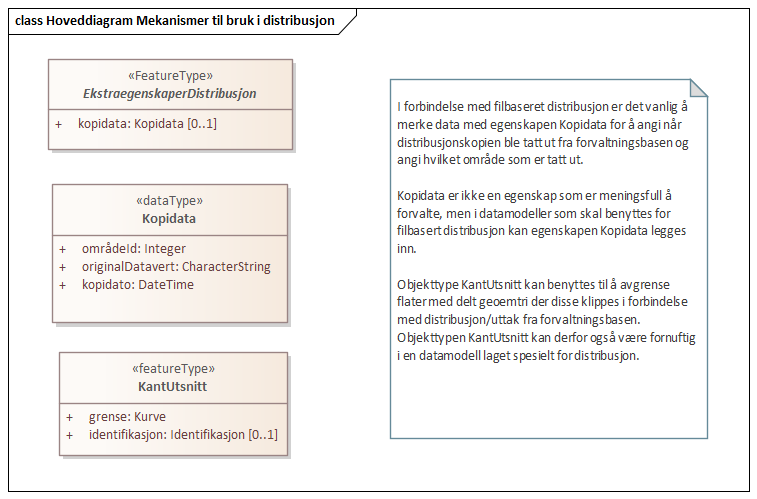 class Hoveddiagram Mekanismer til bruk i distribusjon
«FeatureType»
EkstraegenskaperDistribusjon
+ kopidata: Kopidata [0..1]
«dataType»
Kopidata
+ områdeId: Integer
+ originalDatavert: CharacterString
+ kopidato: DateTime
«featureType»
KantUtsnitt
+ grense: Kurve
+ identifikasjon: Identifikasjon [0..1]
I forbindelse med filbaseret distribusjon er det vanlig å
merke data med egenskapen Kopidata for å angi når
distribusjonskopien ble tatt ut fra forvaltningsbasen og
angi hvilket område som er tatt ut.
Kopidata er ikke en egenskap som er meningsfull å
forvalte, men i datamodeller som skal benyttes for
filbasert distribusjon kan egenskapen Kopidata legges
inn.
Objekttype KantUtsnitt kan benyttes til å avgrense
flater med delt geoemtri der disse klippes i forbindelse
med distribusjon/uttak fra forvaltningsbasen.
Objekttypen KantUtsnitt kan derfor også være fornuftig
i en datamodell laget spesielt for distribusjon.